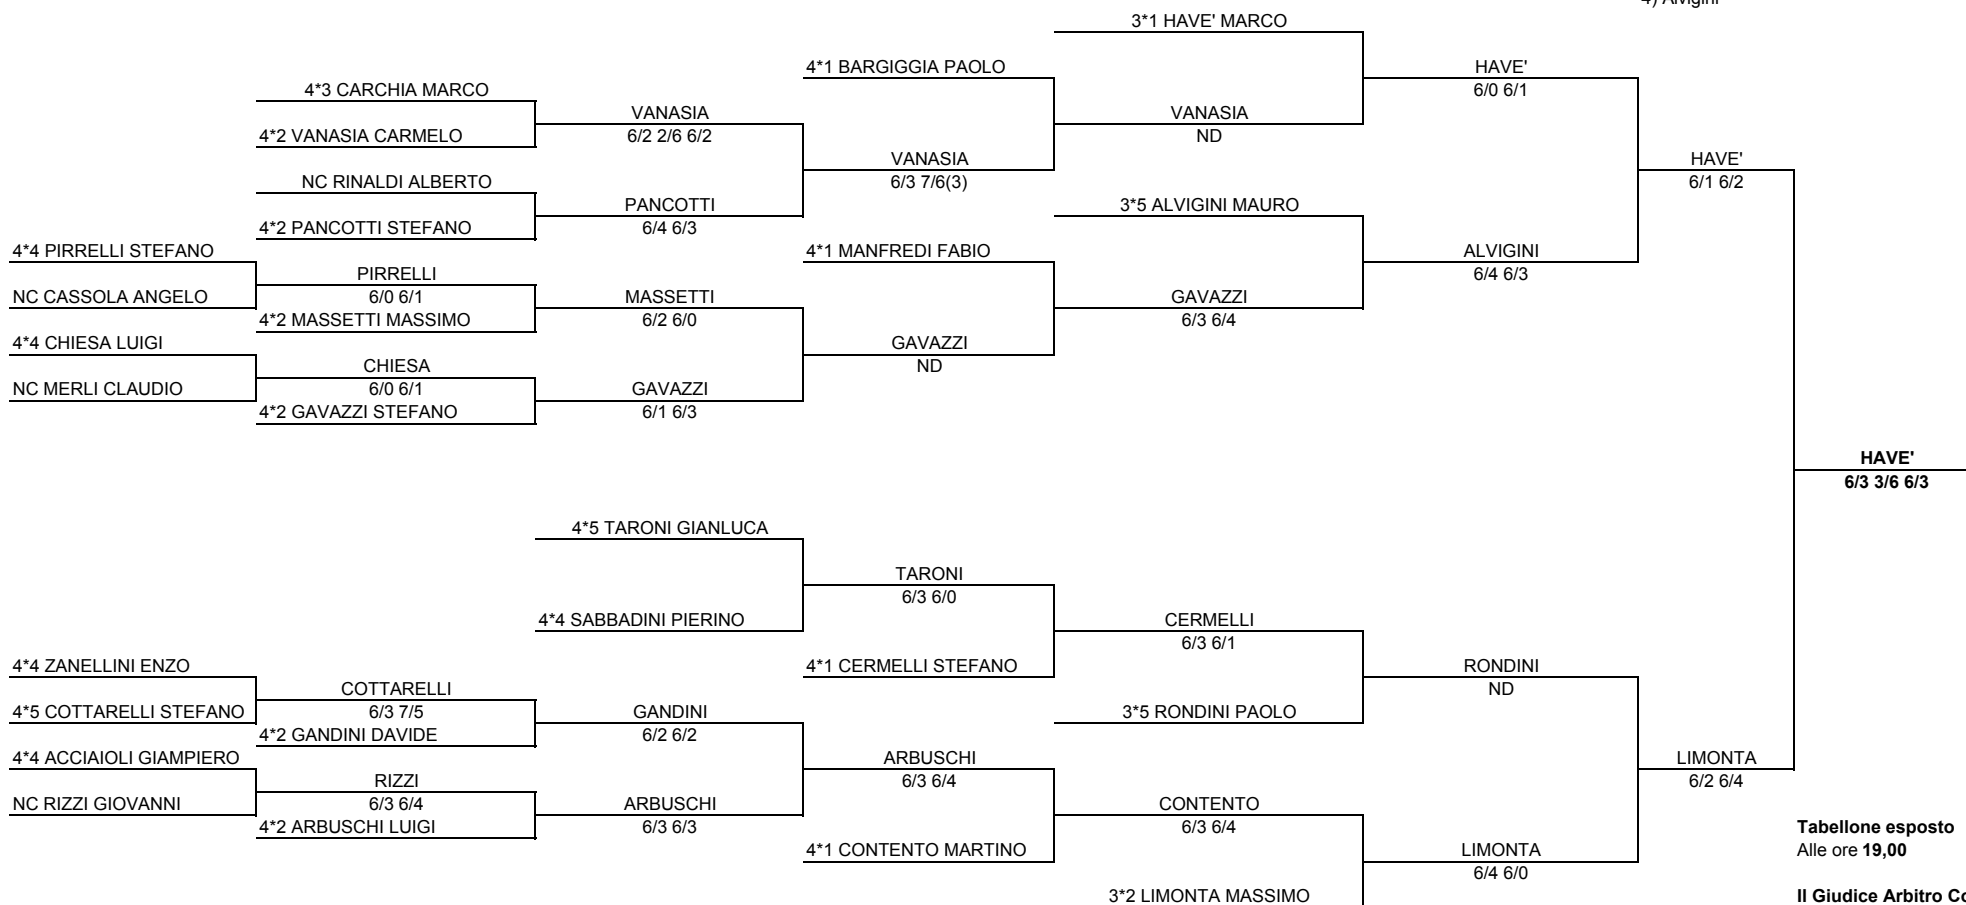 4) Alvigini
3*1 HAVE' MARCO
4*1 BARGIGGIA PAOLO
HAVE'
4*3 CARCHIA MARCO
6/0 6/1
VANASIA
VANASIA
4*2 VANASIA CARMELO
6/2 2/6 6/2
ND
VANASIA
HAVE'
NC RINALDI ALBERTO
6/3 7/6(3)
6/1 6/2
PANCOTTI
3*5 ALVIGINI MAURO
4*2 PANCOTTI STEFANO
6/4 6/3
4*4 PIRRELLI STEFANO
4*1 MANFREDI FABIO
ALVIGINI
PIRRELLI
6/4 6/3
NC CASSOLA ANGELO
6/0 6/1
MASSETTI
GAVAZZI
4*2 MASSETTI MASSIMO
6/2 6/0
6/3 6/4
4*4 CHIESA LUIGI
GAVAZZI
CHIESA
ND
NC MERLI CLAUDIO
6/0 6/1
GAVAZZI
4*2 GAVAZZI STEFANO
6/1 6/3
HAVE'
6/3 3/6 6/3
4*5 TARONI GIANLUCA
TARONI
6/3 6/0
4*4 SABBADINI PIERINO
CERMELLI
6/3 6/1
4*4 ZANELLINI ENZO
4*1 CERMELLI STEFANO
RONDINI
COTTARELLI
ND
4*5 COTTARELLI STEFANO
6/3 7/5
GANDINI
3*5 RONDINI PAOLO
4*2 GANDINI DAVIDE
6/2 6/2
4*4 ACCIAIOLI GIAMPIERO
ARBUSCHI
LIMONTA
RIZZI
6/3 6/4
6/2 6/4
NC RIZZI GIOVANNI
6/3 6/4
ARBUSCHI
CONTENTO
4*2 ARBUSCHI LUIGI
6/3 6/3
6/3 6/4
Tabellone esposto
4*1 CONTENTO MARTINO
LIMONTA
Alle ore 19,00
6/4 6/0
3*2 LIMONTA MASSIMO
Il Giudice Arbitro Co